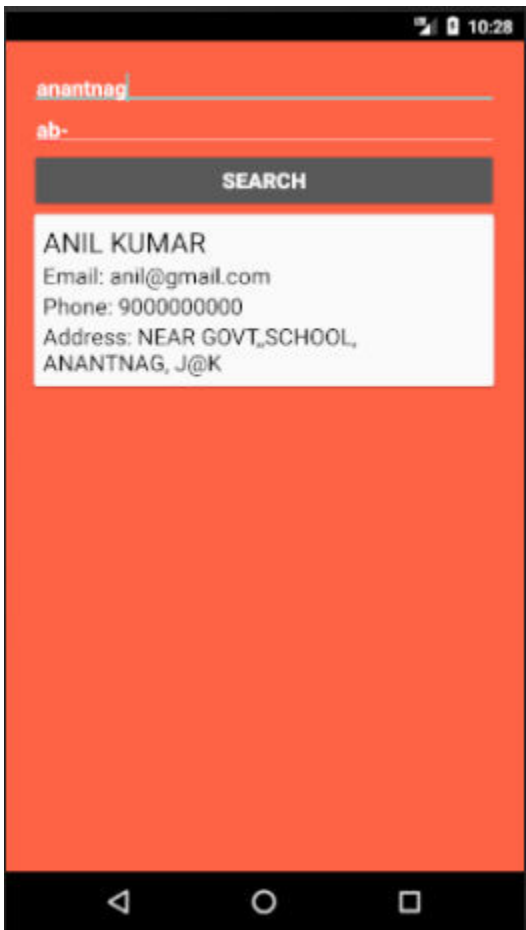 10:28
anantnag
ab-
SEARCH
ANIL KUMAR
Email: anil@gmail.com
Phone: 9000000000
Address: NEAR GOVT,,SCHOOL,
ANANTNAG, J@K